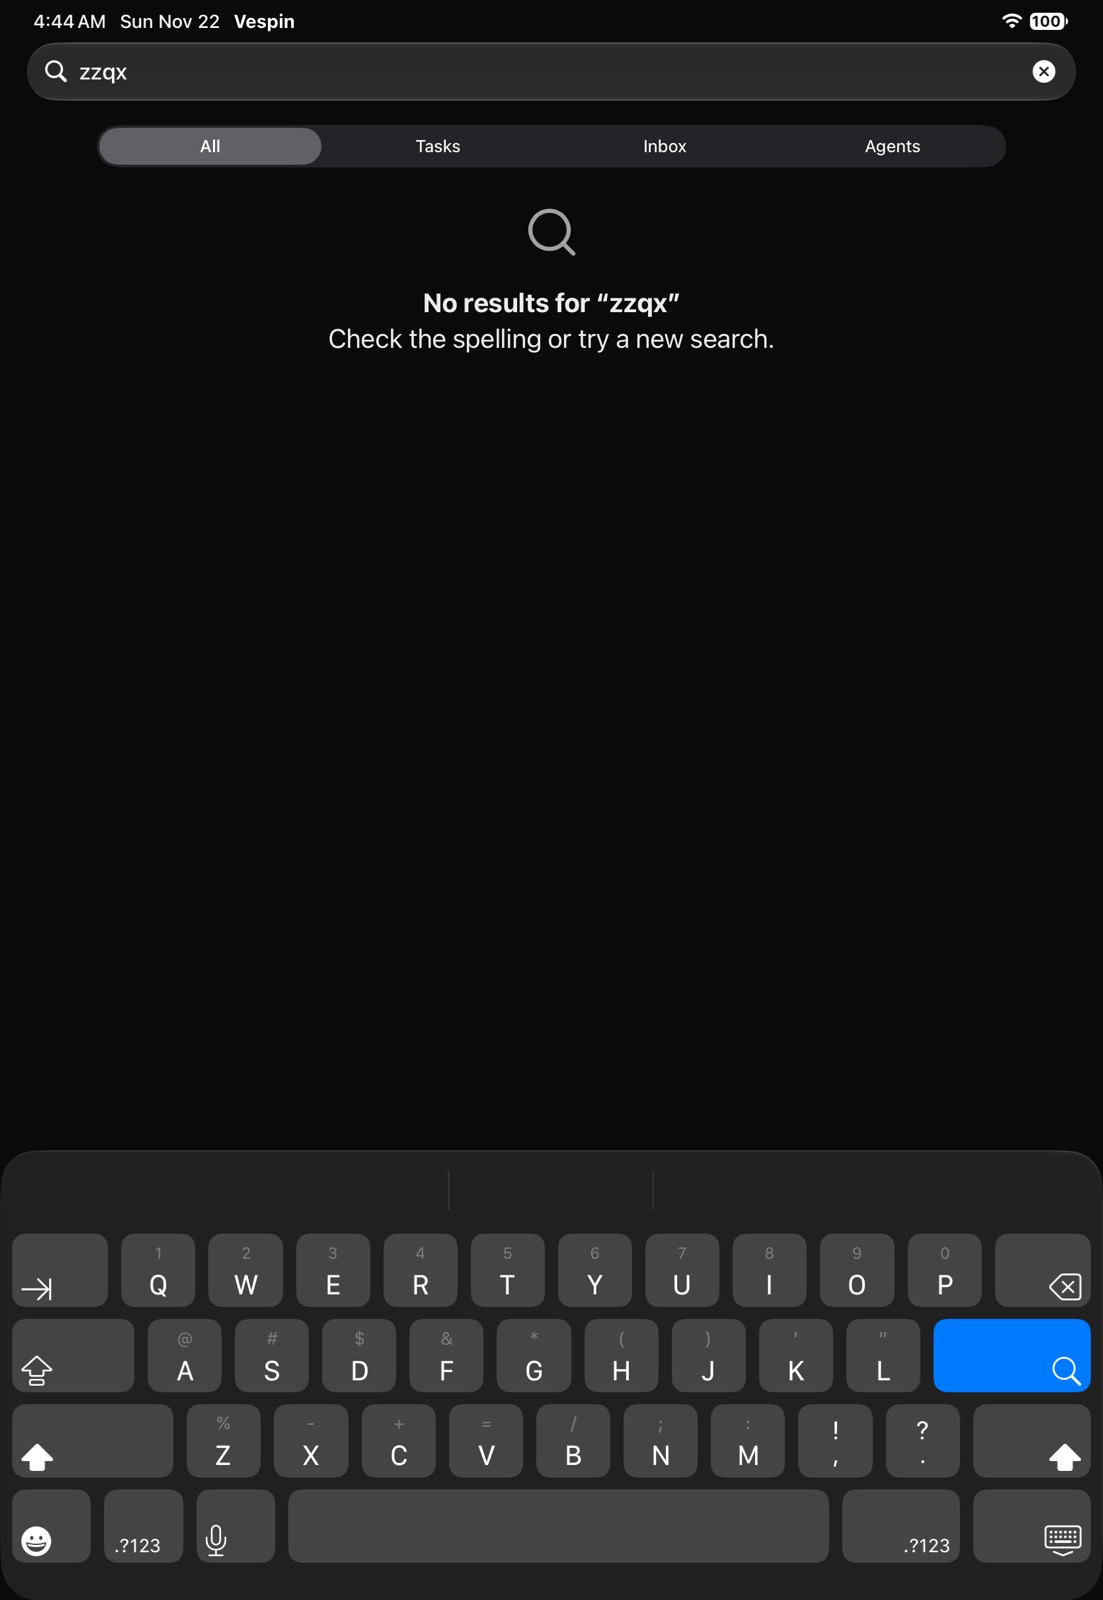 4:44 AM Sun Nov 22 Vespin 100
zzqx
All Tasks Inbox Agents
No results for “zzqx”
Check the spelling or try a new search.
1 2 3 4 5 6 7 8 9 0
Q W E R T Y U I O P
@ # $ & * ( ) ' "
A S D F G H J K L
% - + = / ; : ! ?
Z X C V B N M , .
.?123 .?123